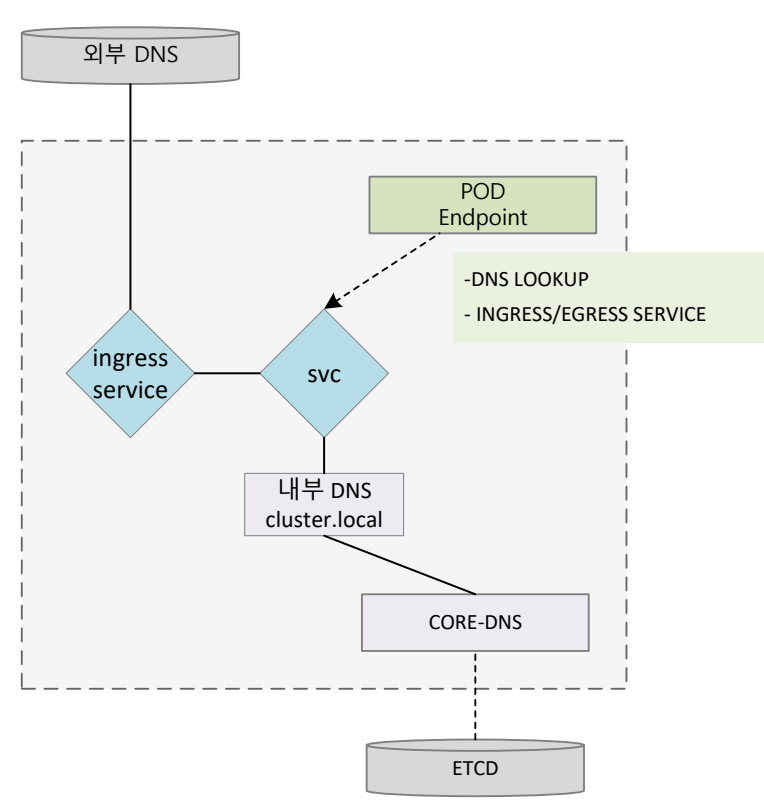 외부 DNS
POD
Endpoint
-DNS LOOKUP
- INGRESS/EGRESS SERVICE
ingress
service
svc
내부 DNS
cluster.local
CORE-DNS
ETCD